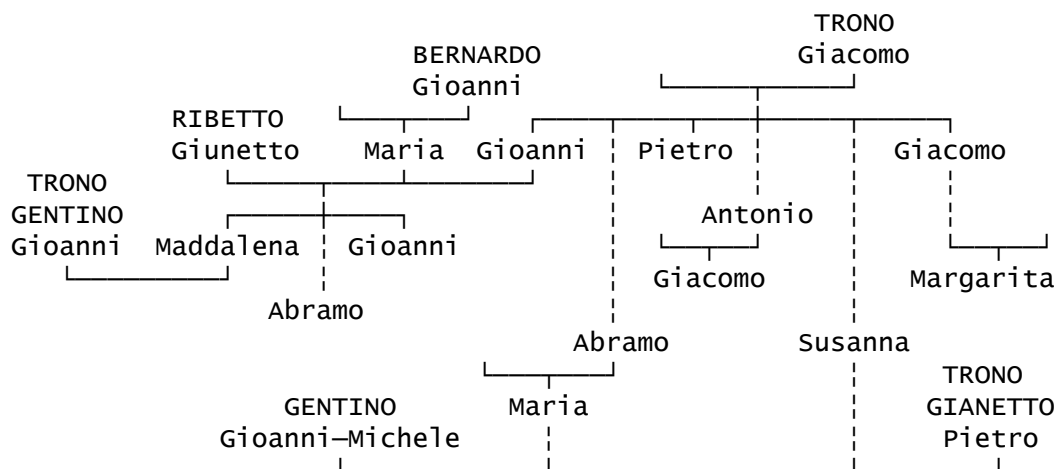 TRONO
BERNARDO Giacomo
Gioanni
RIBETTO
Giunetto Maria Gioanni Pietro Giacomo
TRONO
GENTINO Antonio
Gioanni Maddalena Gioanni
Giacomo Margarita
Abramo
Abramo Susanna
TRONO
GENTINO Maria GIANETTO
Gioanni—Michele Pietro